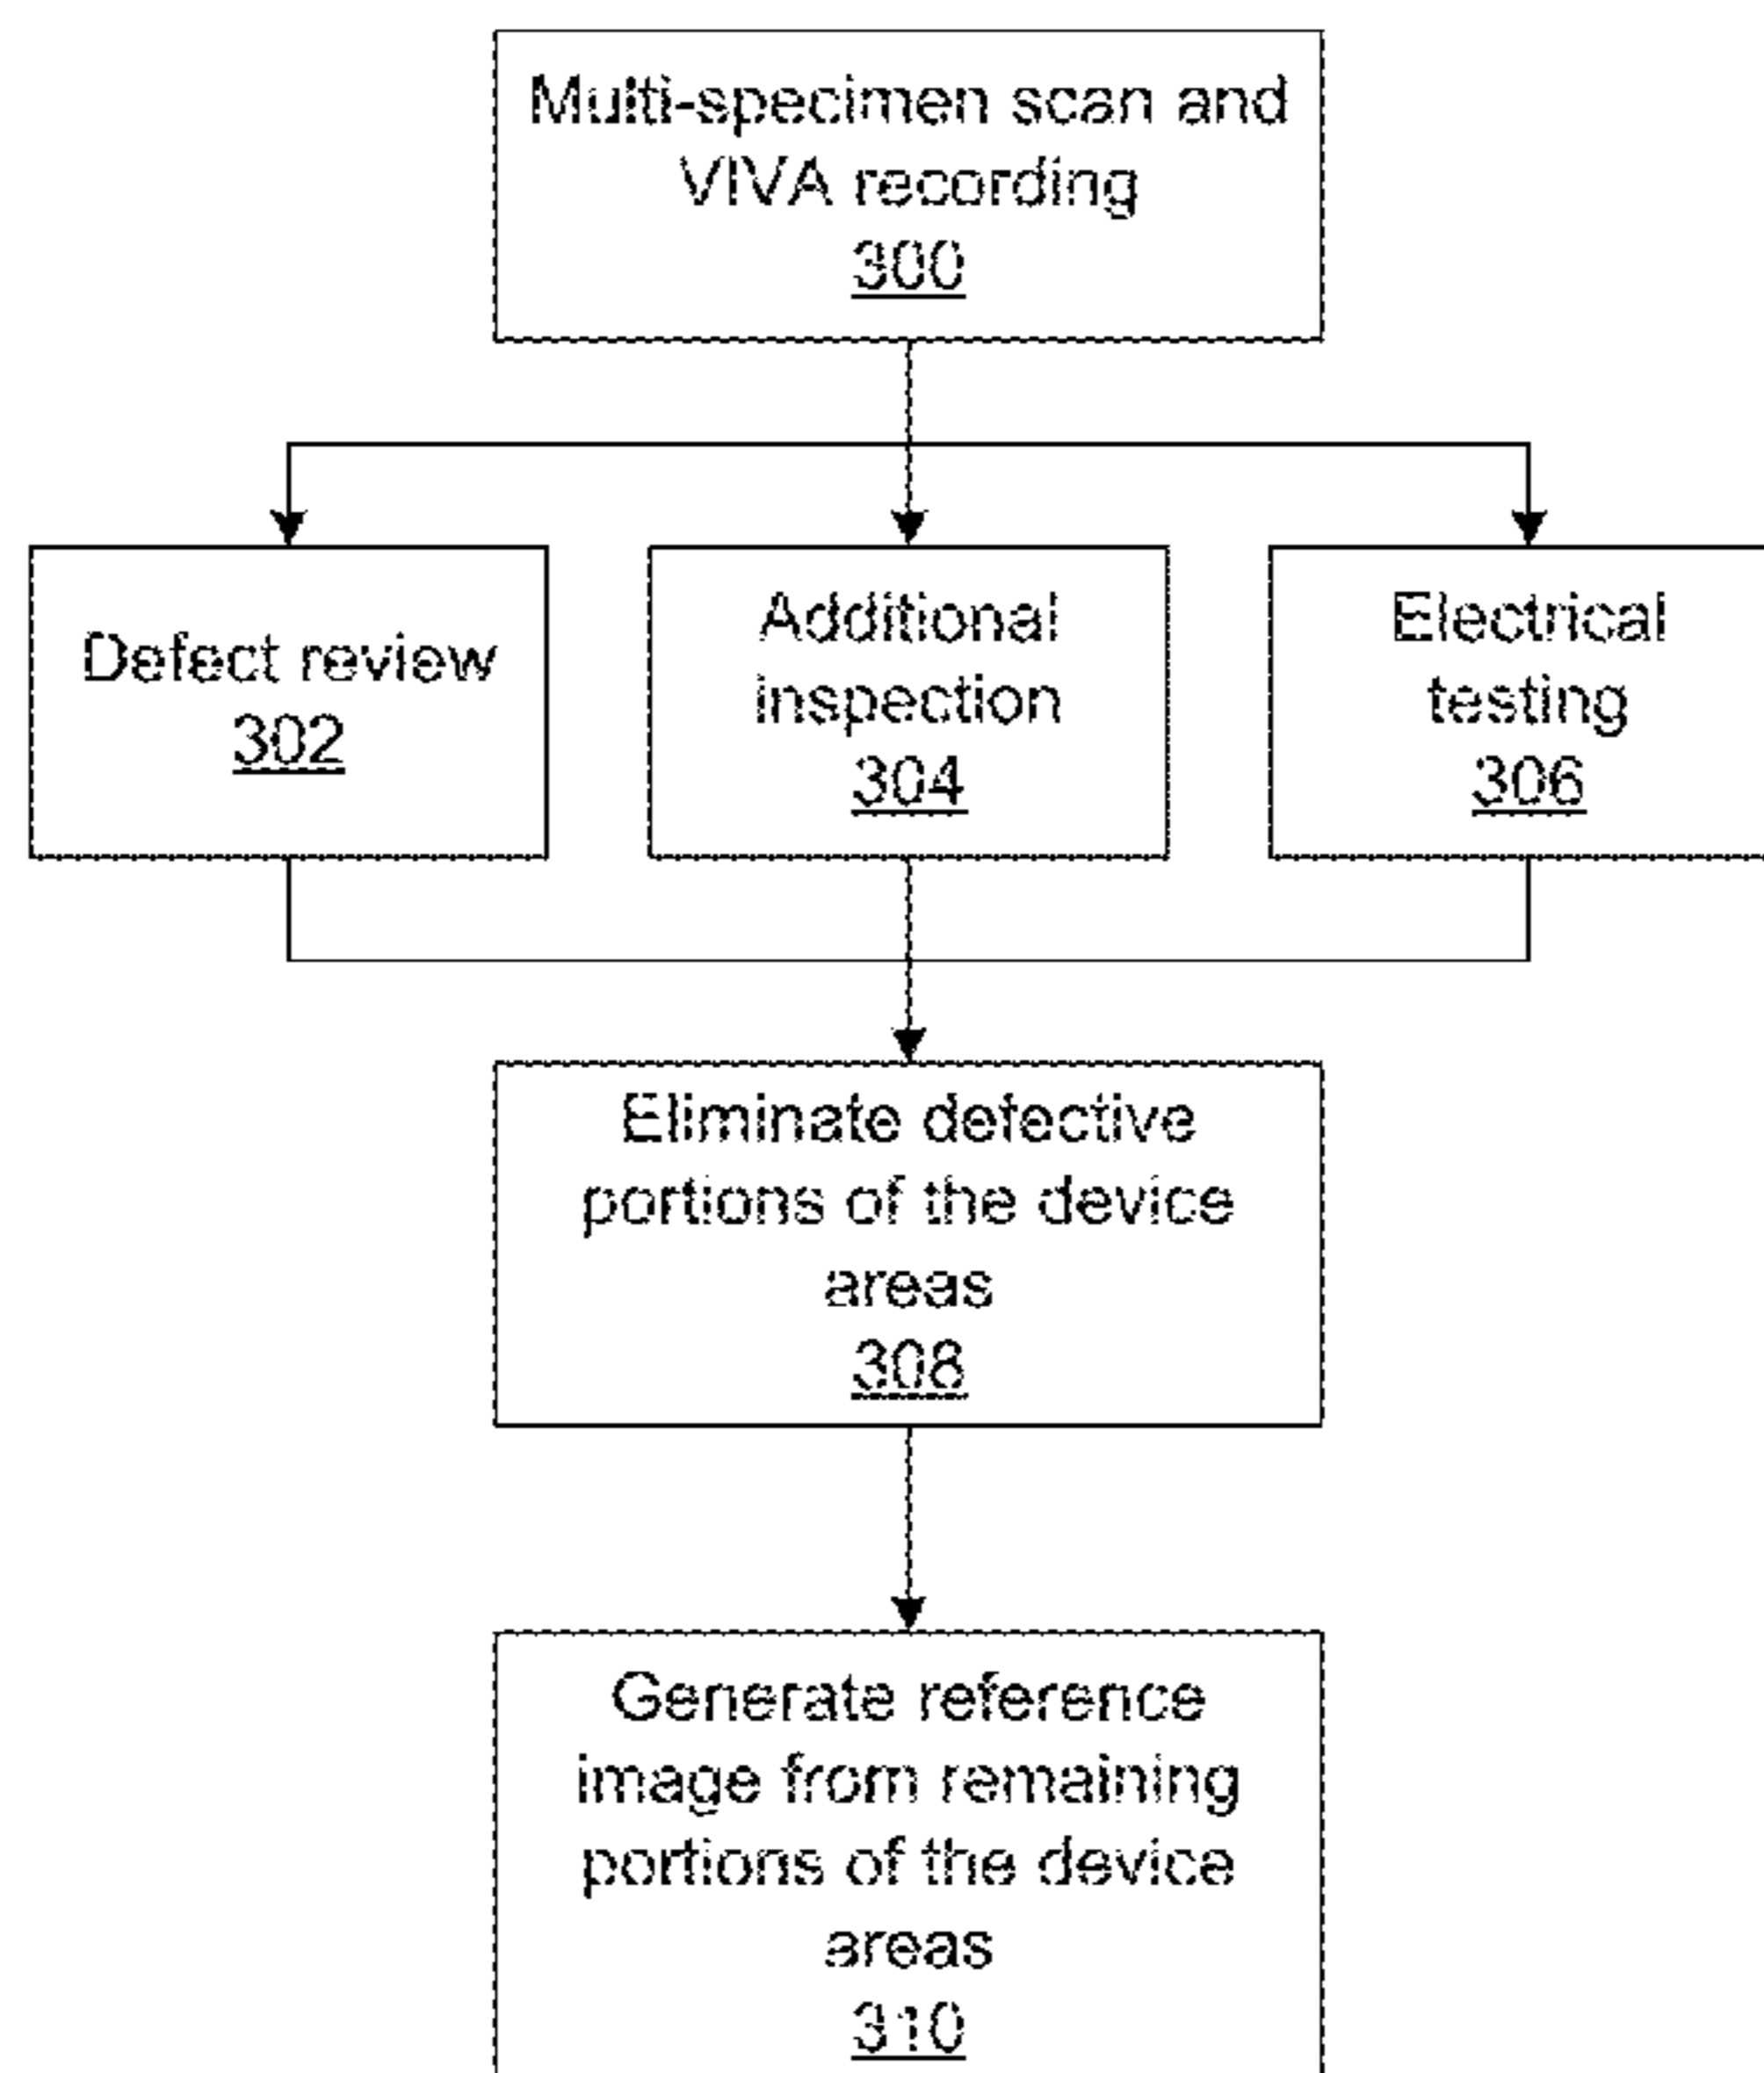 Multi-specimen scan and
VIVA recording
300
Defect review
302
Additional
inspection
304
Electrical
testing
306
Eliminate defective
portions of the device
areas
308
Generate reference
image from remaining
portions of the device
areas
310